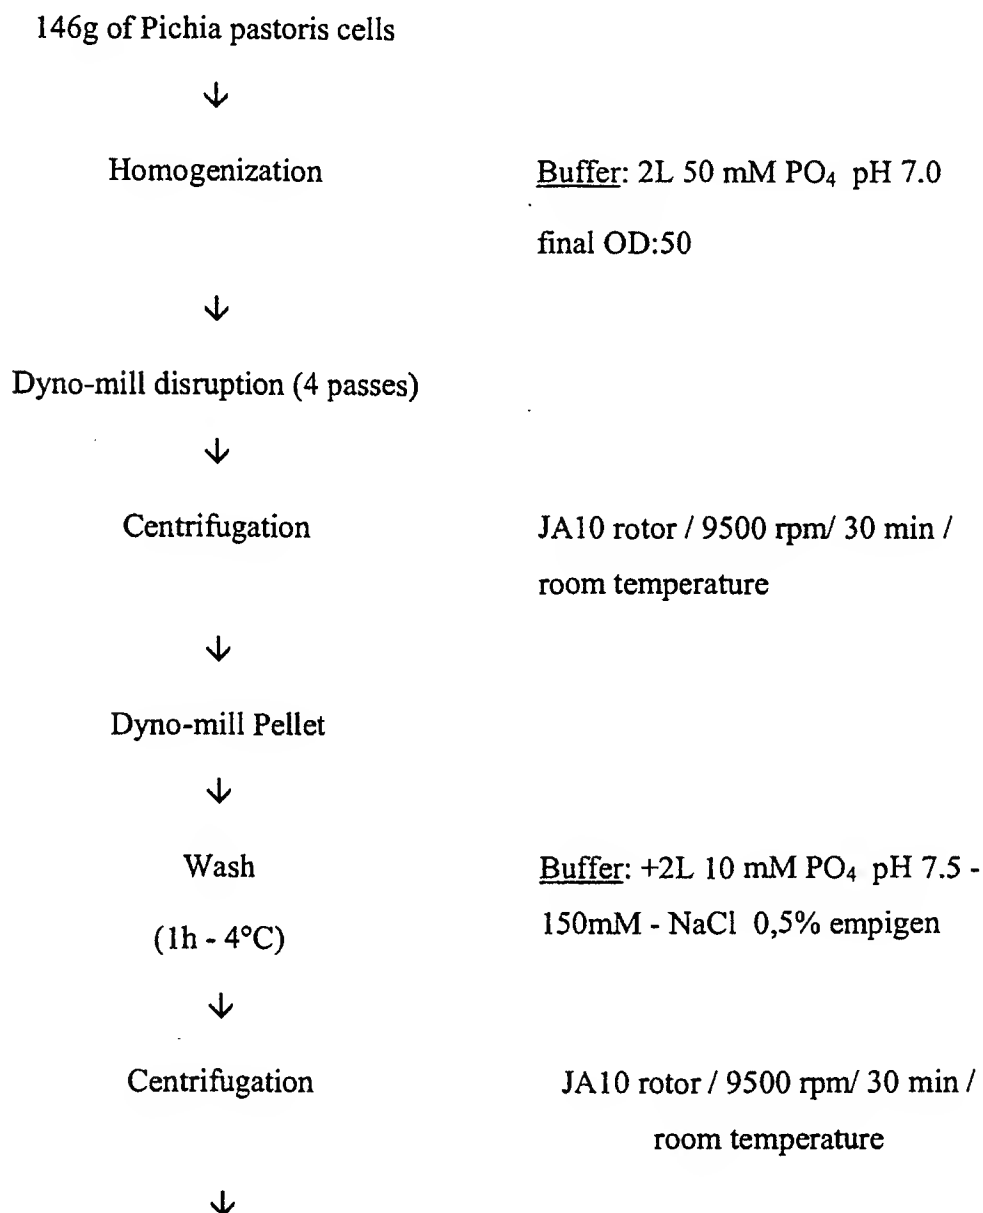 146g of Pichia pastoris cells
↓
Homogenization Buffer: 2L 50 mM PO₄ pH 7.0
final OD:50
↓
Dyno-mill disruption (4 passes)
↓
Centrifugation JA10 rotor / 9500 rpm/ 30 min /
room temperature
↓
Dyno-mill Pellet
↓
Wash Buffer: +2L 10 mM PO₄ pH 7.5 -
(1h - 4°C) 150mM - NaCl 0,5% empigen
↓
Centrifugation JA10 rotor / 9500 rpm/ 30 min /
room temperature
↓